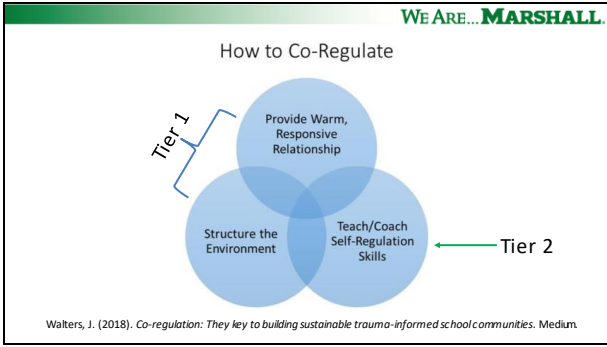 WE ARE... MARSHALL.
How to Co-Regulate
Tier 1
Provide Warm,
Responsive
Relationship
Structure the
Environment
Teach/Coach
Self-Regulation
Skills
Tier 2
Walters, J. (2018). Co-regulation: They key to building sustainable trauma-informed school communities. Medium.